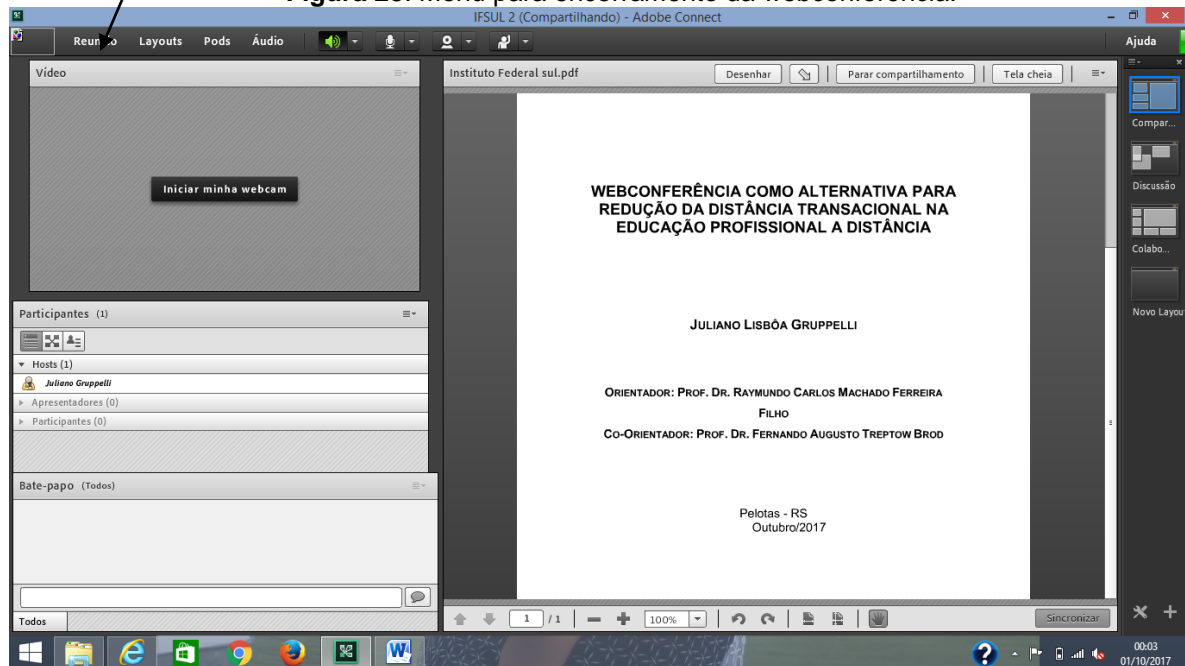 IFSUL 2 (Compartilhando) - Adobe Connect
Layouts Pods Áudio
Ajuda
Vídeo
Iniciar minha webcam
Participantes (1)
Hosts (1)
Juliano Gruppelli
Apresentadores (0)
Participantes (0)
Bate-papo (Todos)
Todos
Instituto Federal sul.pdf
Desenhar
Parar compartilhamento
Tela cheia
WEBCONFERÊNCIA COMO ALTERNATIVA PARA
REDUÇÃO DA DISTÂNCIA TRANSACIONAL NA
EDUCAÇÃO PROFISSIONAL A DISTÂNCIA
JULIANO LISBÔA GRUPPELLI
ORIENTADOR: PROF. DR. RAYMUNDO CARLOS MACHADO FERREIRA
FILHO
CO-ORIENTADOR: PROF. DR. FERNANDO AUGUSTO TREPTOW BROD
Pelotas - RS
Outubro/2017
1 / 1
100%
Sincronizar
Compar...
Discussão
Colabo...
Novo Layou
00:03
01/10/2017